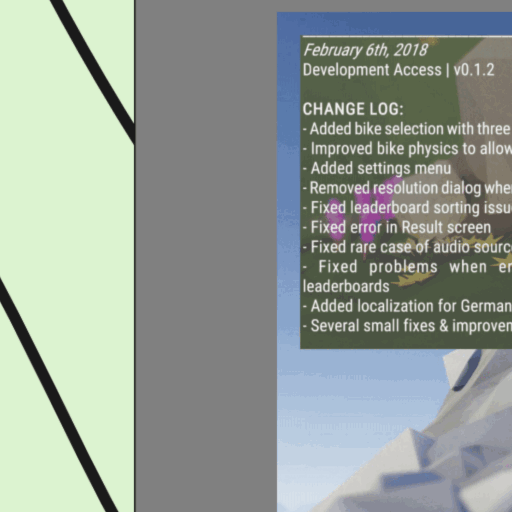 February 6th, 2018
Development Access | v0.1.2
CHANGE LOG:
- Added bike selection with three
- Improved bike physics to allow
- Added settings menu
- Removed resolution dialog whe
- Fixed leaderboard sorting issu
- Fixed error in Result screen
- Fixed rare case of audio sourc
- Fixed problems when er
leaderboards
- Added localization for German
- Several small fixes & improvem